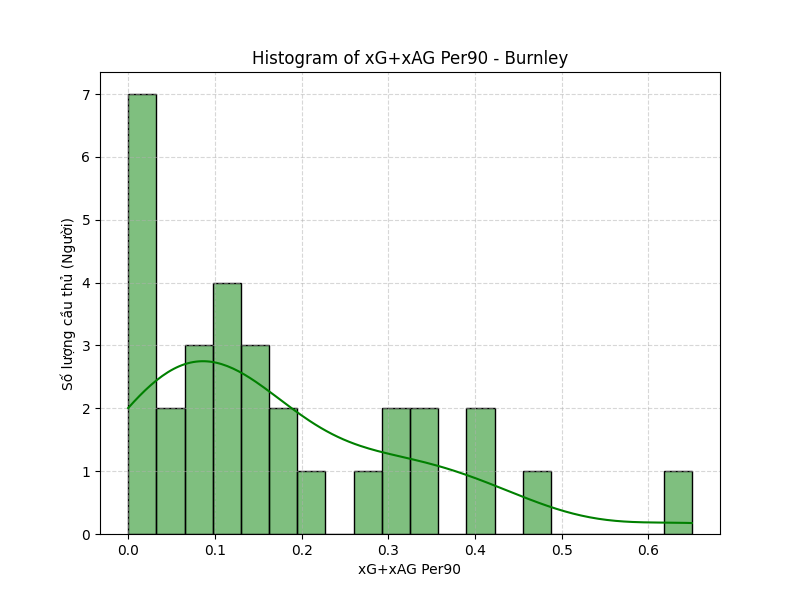 Histogram of xG+xAG Per90 - Burnley
Số lượng cầu thủ (Người)
7
6
5
4
3
2
1
0
0.0 0.1 0.2 0.3 0.4 0.5 0.6
xG+xAG Per90